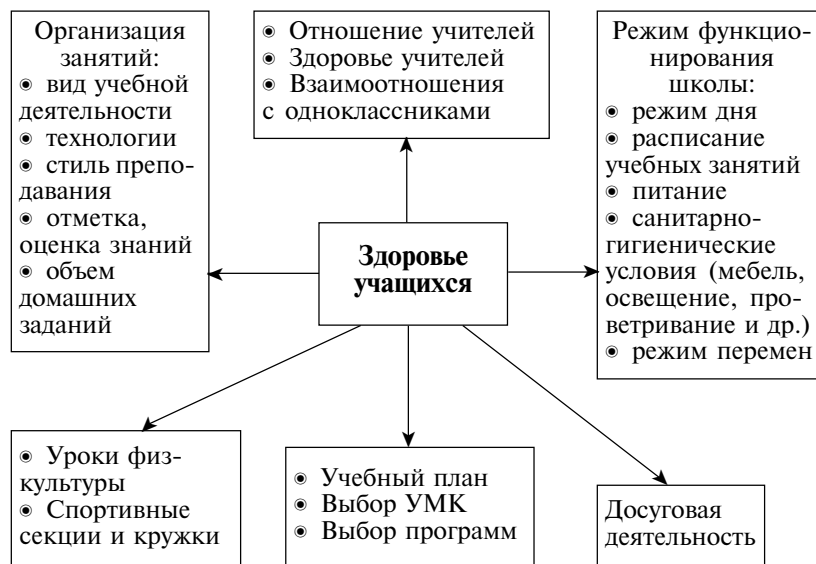 Организация
занятий:
◉ вид учебной
деятельности
◉ технологии
◉ стиль препо-
давания
◉ отметка,
оценка знаний
◉ объем
домашних
заданий
◉ Отношение учителей
◉ Здоровье учителей
◉ Взаимоотношения
с одноклассниками
Режим функцио-
нирования
школы:
◉ режим дня
◉ расписание
учебных занятий
◉ питание
◉ санитарно-
гигиенические
условия (мебель,
освещение, про-
ветривание и др.)
◉ режим перемен
Здоровье
учащихся
◉ Уроки физ-
культуры
◉ Спортивные
секции и кружки
◉ Учебный план
◉ Выбор УМК
◉ Выбор программ
Досуговая
деятельность